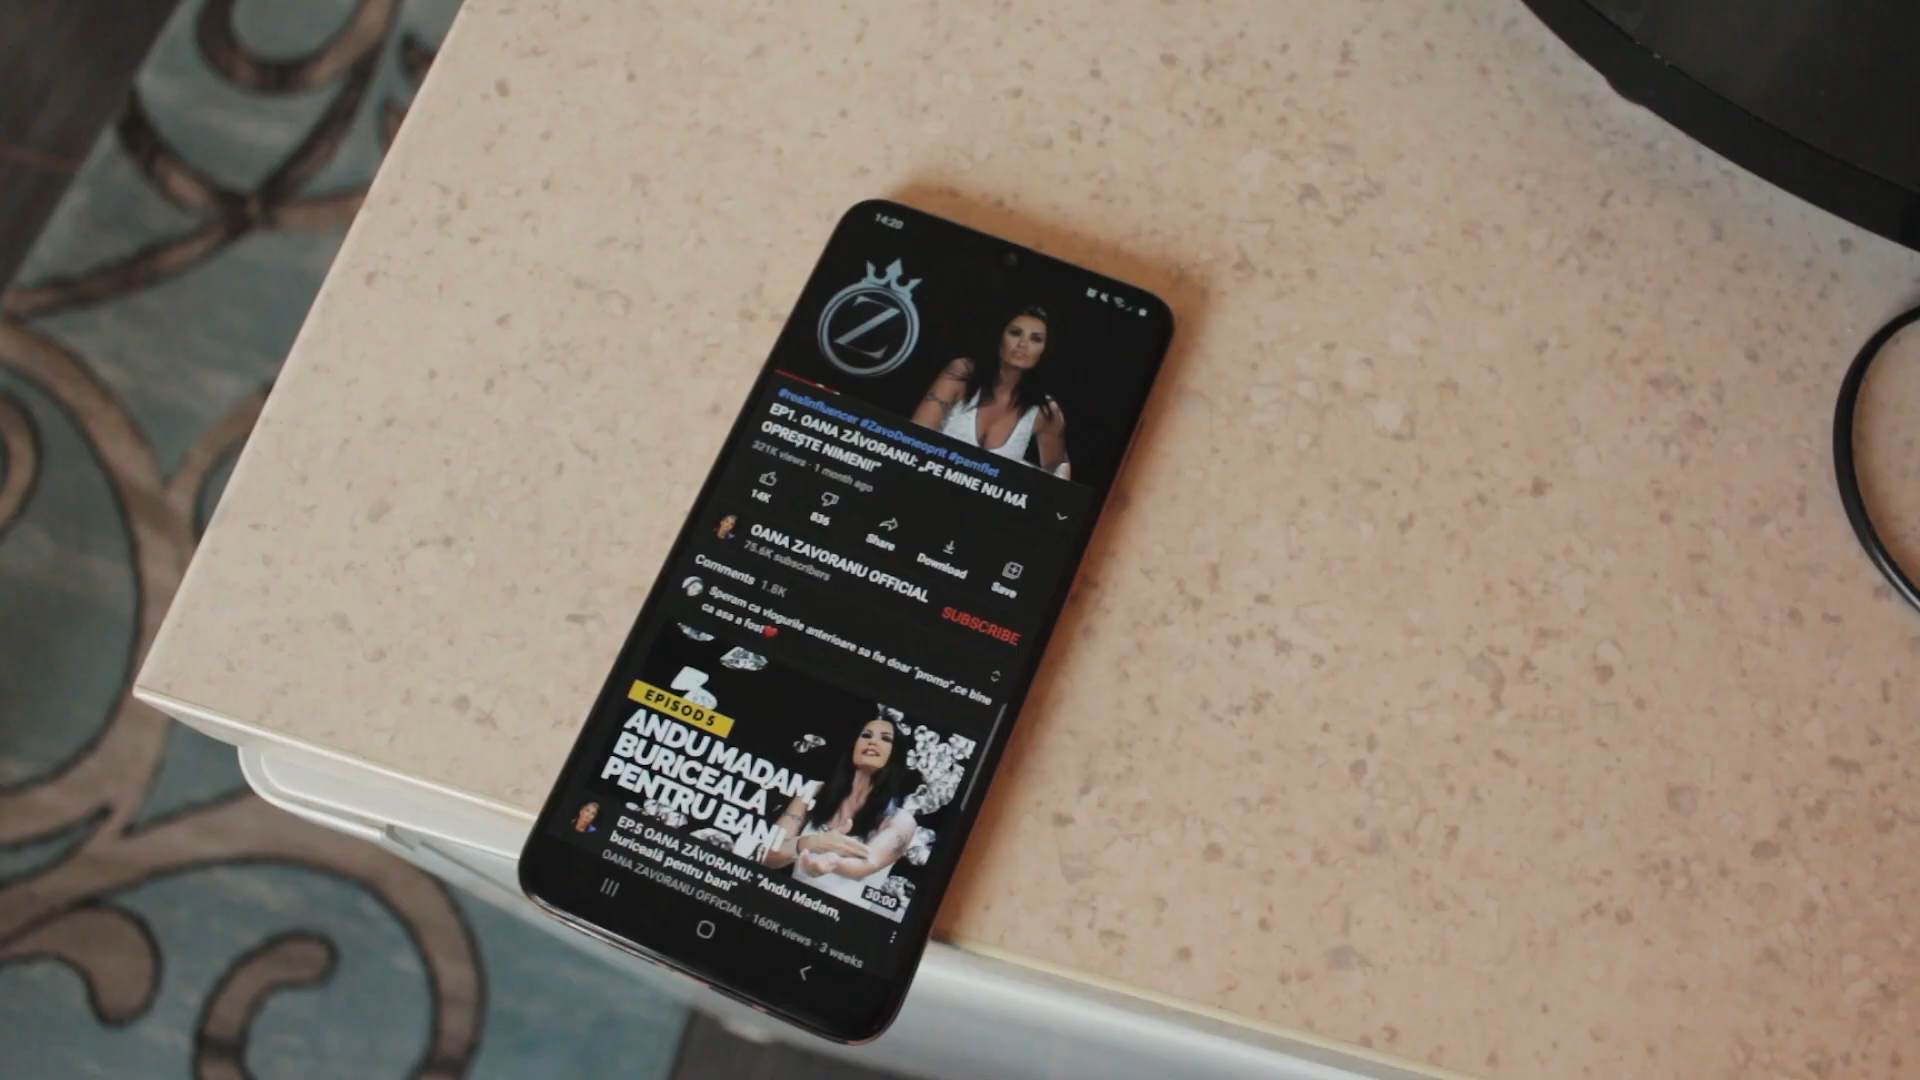 14:20
Z
#realinfluencer #ZavoDeneoprit #pamflet
EP1. OANA ZĂVORANU: „PE MINE NU MĂ
OPREȘTE NIMENI!"
321K views · 1 month ago
14K
836
Share
Download
Save
OANA ZAVORANU OFFICIAL
75.6K subscribers
SUBSCRIBE
Comments 1.8K
Speram ca vlogurile anterioare sa fie doar "promo",ce bine
ca asa a fost❤
EPISOD 5
ANDU MADAM,
BURICEALĂ
PENTRU BANI
30:00
EP.5 OANA ZĂVORANU: "Andu Madam,
buriceală pentru bani"
OANA ZAVORANU OFFICIAL · 160K views · 3 weeks